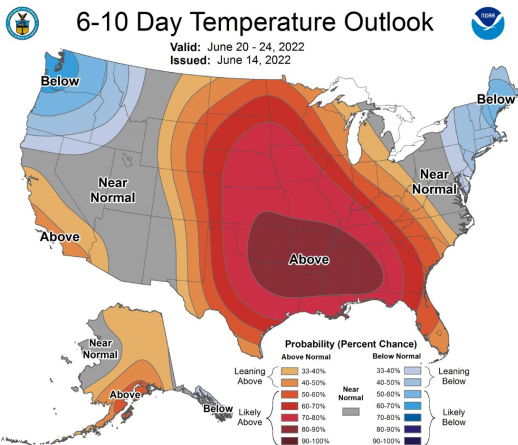 6-10 Day Temperature Outlook
Valid: June 20 - 24, 2022
Issued: June 14, 2022
NOAA
Below
Below
Near
Normal
Near
Normal
Above
Above
Near
Normal
Above
Below
Probability (Percent Chance)
Above Normal
Below Normal
Leaning
Above
33-40%
40-50%
Likely
Above
50-60%
60-70%
70-80%
80-90%
90-100%
Near
Normal
33-40%
40-50%
Leaning
Below
50-60%
60-70%
70-80%
80-90%
90-100%
Likely
Below